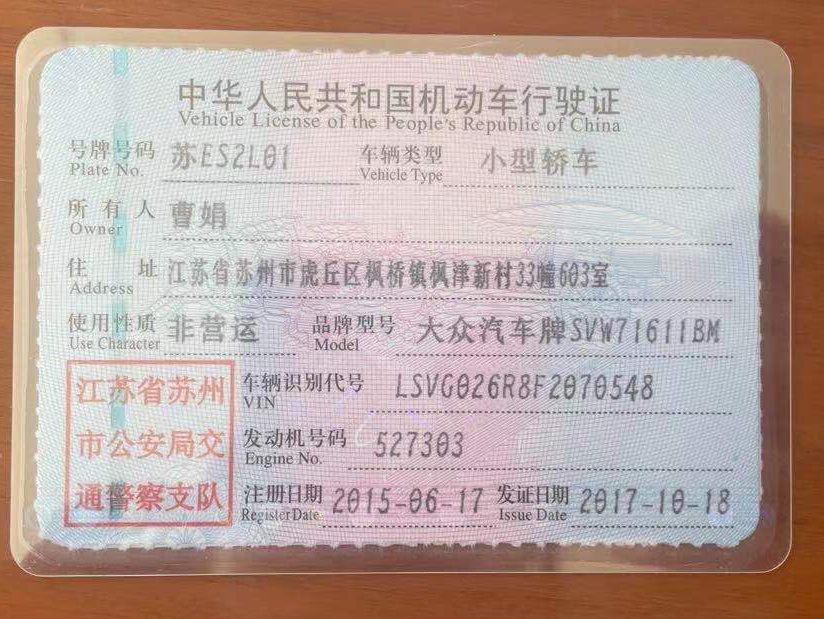 中华人民共和国机动车行驶证
Vehicle License of the People's Republic of China
号牌号码 苏ES2L01 车辆类型 小型轿车
Plate No. Vehicle Type
所有人 曹娟
Owner
住址 江苏省苏州市虎丘区枫桥镇枫津新村33幢603室
Address
使用性质 非营运 品牌型号 大众汽车牌SVW71611BM
Use Character Model
江苏省苏州
市公安局交
通警察支队
车辆识别代号 LSVG026R8F2070548
VIN
发动机号码 527303
Engine No.
注册日期 2015-06-17 发证日期 2017-10-18
Register Date Issue Date